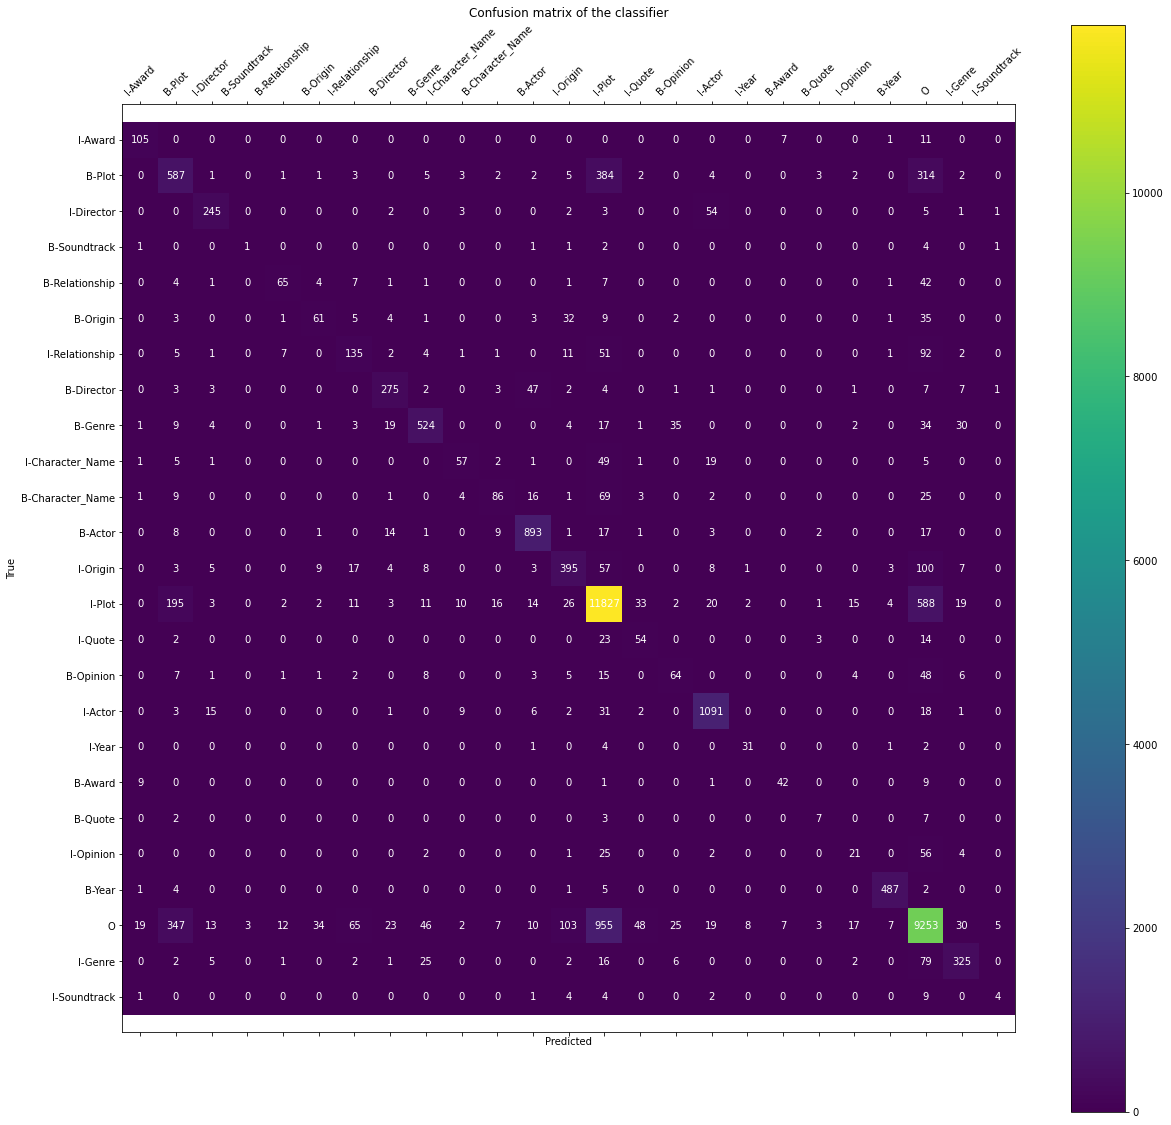 Confusion matrix of the classifier
I-Award B-Plot I-Director B-Soundtrack B-Relationship B-Origin I-Relationship B-Director B-Genre I-Character_Name B-Character_Name B-Actor I-Origin I-Plot I-Quote B-Opinion I-Actor I-Year B-Award B-Quote I-Opinion B-Year O I-Genre I-Soundtrack
I-Award 105 0 0 0 0 0 0 0 0 0 0 0 0 0 0 0 0 0 7 0 0 1 11 0 0
B-Plot 0 587 1 0 1 1 3 0 5 3 2 2 5 384 2 0 4 0 0 3 2 0 314 2 0
I-Director 0 0 245 0 0 0 0 2 0 3 0 0 2 3 0 0 54 0 0 0 0 0 5 1 1
B-Soundtrack 1 0 0 1 0 0 0 0 0 0 0 1 1 2 0 0 0 0 0 0 0 0 4 0 1
B-Relationship 0 4 1 0 65 4 7 1 1 0 0 0 1 7 0 0 0 0 0 0 0 1 42 0 0
B-Origin 0 3 0 0 1 61 5 4 1 0 0 3 32 9 0 2 0 0 0 0 0 1 35 0 0
I-Relationship 0 5 1 0 7 0 135 2 4 1 1 0 11 51 0 0 0 0 0 0 0 1 92 2 0
B-Director 0 3 3 0 0 0 0 275 2 0 3 47 2 4 0 1 1 0 0 0 1 0 7 7 1
B-Genre 1 9 4 0 0 1 3 19 524 0 0 0 4 17 1 35 0 0 0 0 2 0 34 30 0
I-Character_Name 1 5 1 0 0 0 0 0 0 57 2 1 0 49 1 0 19 0 0 0 0 0 5 0 0
B-Character_Name 1 9 0 0 0 0 0 1 0 4 86 16 1 69 3 0 2 0 0 0 0 0 25 0 0
B-Actor 0 8 0 0 0 1 0 14 1 0 9 893 1 17 1 0 3 0 0 2 0 0 17 0 0
I-Origin 0 3 5 0 0 9 17 4 8 0 0 3 395 57 0 0 8 1 0 0 0 3 100 7 0
I-Plot 0 195 3 0 2 2 11 3 11 10 16 14 26 11827 33 2 20 2 0 1 15 4 588 19 0
I-Quote 0 2 0 0 0 0 0 0 0 0 0 0 0 23 54 0 0 0 0 3 0 0 14 0 0
B-Opinion 0 7 1 0 1 1 2 0 8 0 0 3 5 15 0 64 0 0 0 0 4 0 48 6 0
I-Actor 0 3 15 0 0 0 0 1 0 9 0 6 2 31 2 0 1091 0 0 0 0 0 18 1 0
I-Year 0 0 0 0 0 0 0 0 0 0 0 1 0 4 0 0 0 31 0 0 0 1 2 0 0
B-Award 9 0 0 0 0 0 0 0 0 0 0 0 0 1 0 0 1 0 42 0 0 0 9 0 0
B-Quote 0 2 0 0 0 0 0 0 0 0 0 0 0 3 0 0 0 0 0 7 0 0 7 0 0
I-Opinion 0 0 0 0 0 0 0 0 2 0 0 0 1 25 0 0 2 0 0 0 21 0 56 4 0
B-Year 1 4 0 0 0 0 0 0 0 0 0 0 1 5 0 0 0 0 0 0 0 487 2 0 0
O 19 347 13 3 12 34 65 23 46 2 7 10 103 955 48 25 19 8 7 3 17 7 9253 30 5
I-Genre 0 2 5 0 1 0 2 1 25 0 0 0 2 16 0 6 0 0 0 0 2 0 79 325 0
I-Soundtrack 1 0 0 0 0 0 0 0 0 0 0 1 4 4 0 0 2 0 0 0 0 0 9 0 4
True
Predicted
10000
8000
6000
4000
2000
0